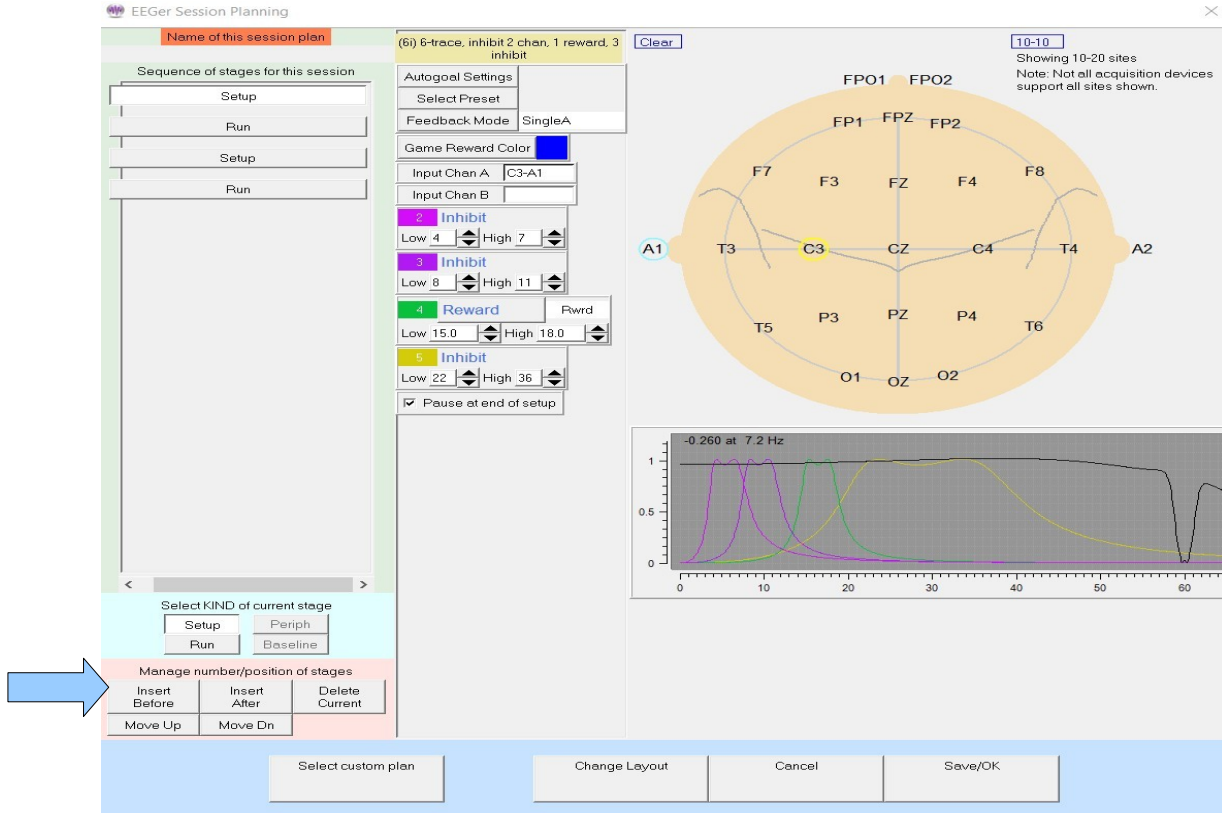 EEGer Session Planning
Name of this session plan
Sequence of stages for this session
Setup
Run
Setup
Run
Select KIND of current stage
Setup Periph
Run Baseline
Manage number/position of stages
Insert Before Insert After Delete Current
Move Up Move Dn
(6i) 6-trace, inhibit 2 chan, 1 reward, 3
inhibit
Autogoal Settings
Select Preset
Feedback Mode SingleA
Game Reward Color
Input Chan A C3-A1
Input Chan B
2 Inhibit
Low 4 High 7
3 Inhibit
Low 8 High 11
4 Reward Rwrd
Low 15.0 High 18.0
5 Inhibit
Low 22 High 36
Pause at end of setup
Clear
10-10
Showing 10-20 sites
Note: Not all acquisition devices
support all sites shown.
FPO1 FPO2
FP1 FPZ FP2
F7 F3 FZ F4 F8
A1 T3 C3 CZ C4 T4 A2
T5 P3 PZ P4 T6
O1 OZ O2
-0.260 at 7.2 Hz
1
0.5
0
0 10 20 30 40 50 60
Select custom plan Change Layout Cancel Save/OK